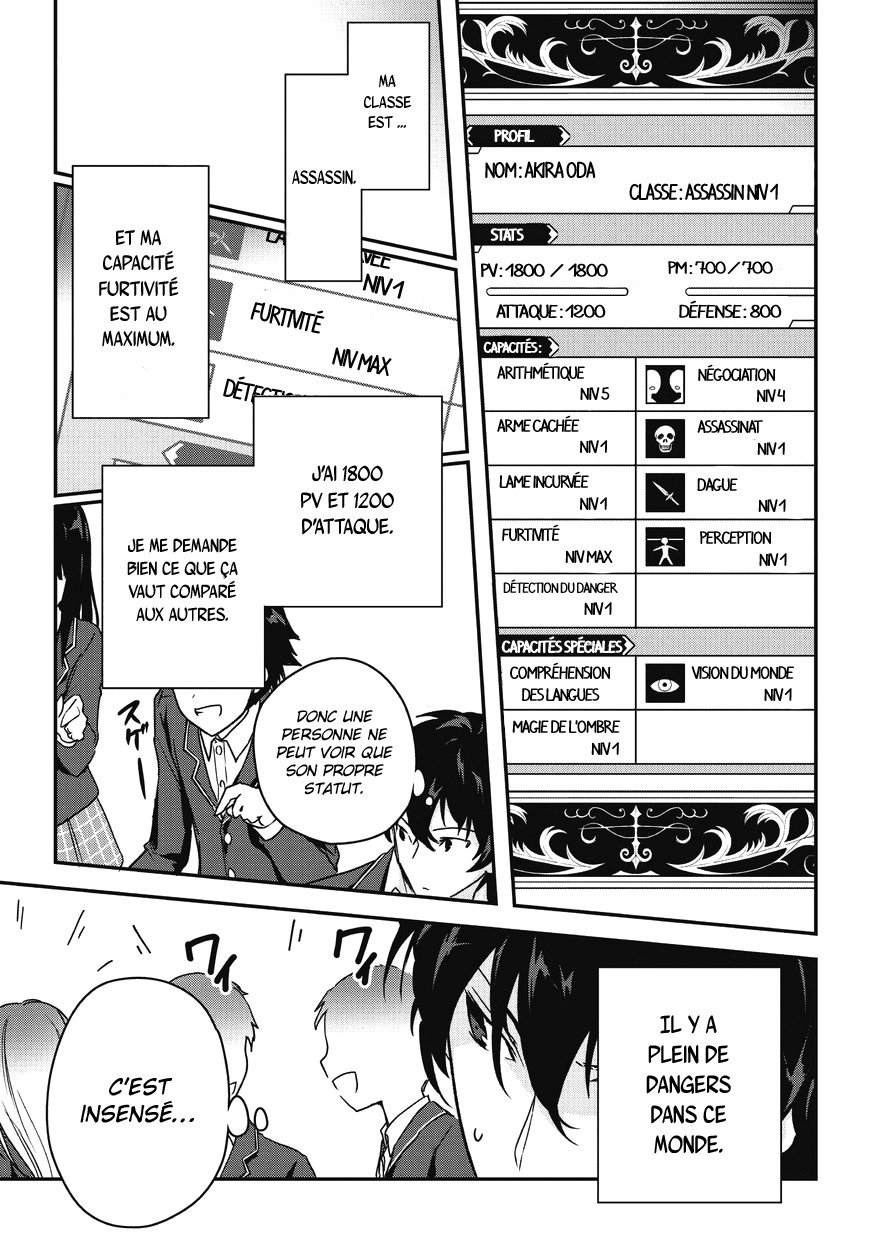 PROFIL
NOM : AKIRA ODA
CLASSE : ASSASSIN NIV 1
STATS
PV : 1800 / 1800
PM : 700 / 700
ATTAQUE : 1200
DÉFENSE : 800
CAPACITÉS :
ARITHMÉTIQUE
NIV 5
NÉGOCIATION
NIV 4
ARME CACHÉE
NIV 1
ASSASSINAT
NIV 1
LAME INCURVÉE
NIV 1
DAGUE
NIV 1
FURTIVITÉ
NIV MAX
PERCEPTION
NIV 1
DÉTECTION DU DANGER
NIV 1
CAPACITÉS SPÉCIALES
COMPRÉHENSION
DES LANGUES
VISION DU MONDE
NIV 1
MAGIE DE L'OMBRE
NIV 1
MA
CLASSE
EST ...
ASSASSIN.
ET MA
CAPACITÉ
FURTIVITÉ
EST AU
MAXIMUM.
NIV 1
FURTIVITÉ
NIV MAX
DÉTECTION
J'AI 1800
PV ET 1200
D'ATTAQUE.
JE ME DEMANDE
BIEN CE QUE ÇA
VAUT COMPARÉ
AUX AUTRES.
スゲー
DONC UNE
PERSONNE NE
PEUT VOIR QUE
SON PROPRE
STATUT.
IL Y A
PLEIN DE
DANGERS
DANS CE
MONDE.
ワイ
ワイ
C'EST
INSENSÉ...